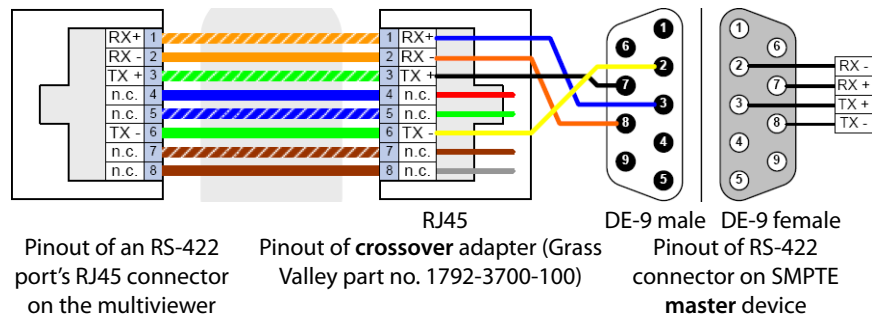 RX+ 1
RX - 2
TX + 3
n.c. 4
n.c. 5
TX - 6
n.c. 7
n.c. 8
1 RX+
2 RX -
3 TX +
4 n.c.
5 n.c.
6 TX -
7 n.c.
8 n.c.
1
6
2
7
3
8
4
9
5
1
6
2
7
3
8
4
9
5
RX -
RX +
TX +
TX -
RJ45
DE-9 male
DE-9 female
Pinout of an RS-422
port's RJ45 connector
on the multiviewer
Pinout of crossover adapter (Grass
Valley part no. 1792-3700-100)
Pinout of RS-422
connector on SMPTE
master device